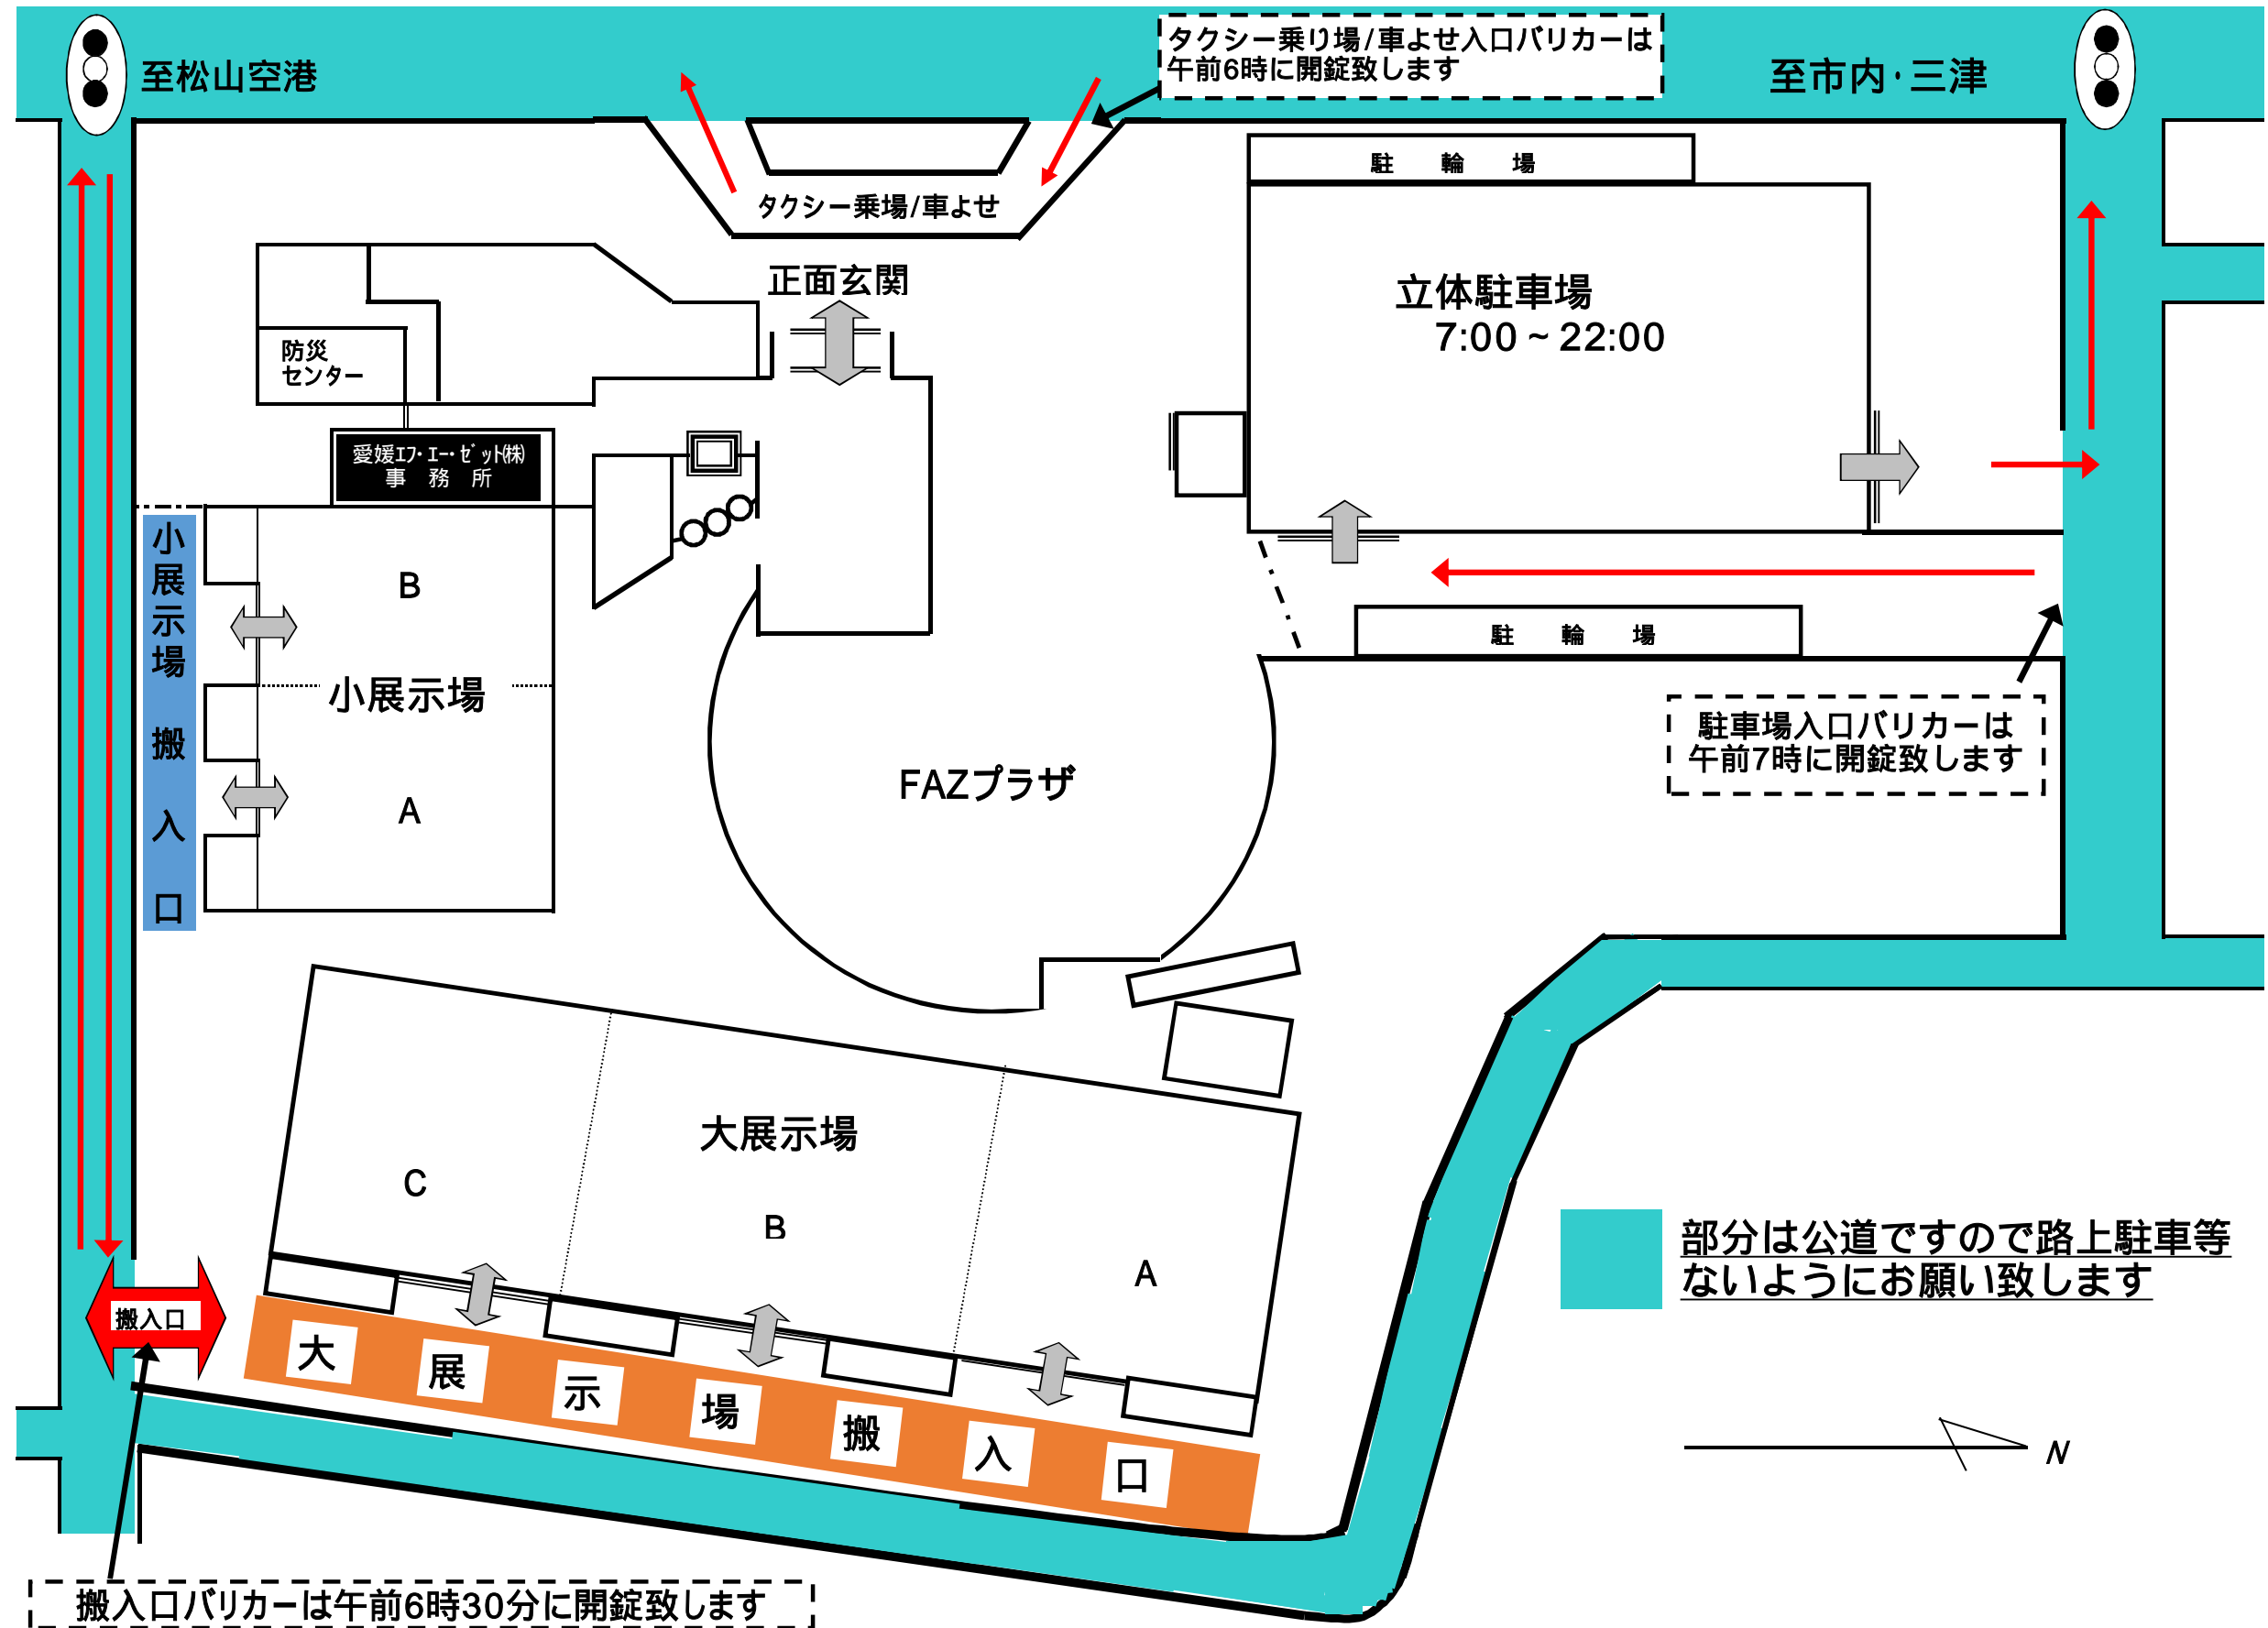 タクシー乗り場/車よせ入口バリカーは
午前6時に開錠致します
至松山空港
至市内・三津
駐　輪　場
タクシー乗場/車よせ
正面玄関
立体駐車場
7:00 ~ 22:00
防災
センター
愛媛エフ・エー・ゼット(株)
事　務　所
小展示場　搬　入　口
B
小展示場
A
駐　輪　場
駐車場入口バリカーは
午前7時に開錠致します
FAZプラザ
大展示場
C
B
A
部分は公道ですので路上駐車等
ないようにお願い致します
搬入口
大展示場搬入口
N
搬入口バリカーは午前6時30分に開錠致します